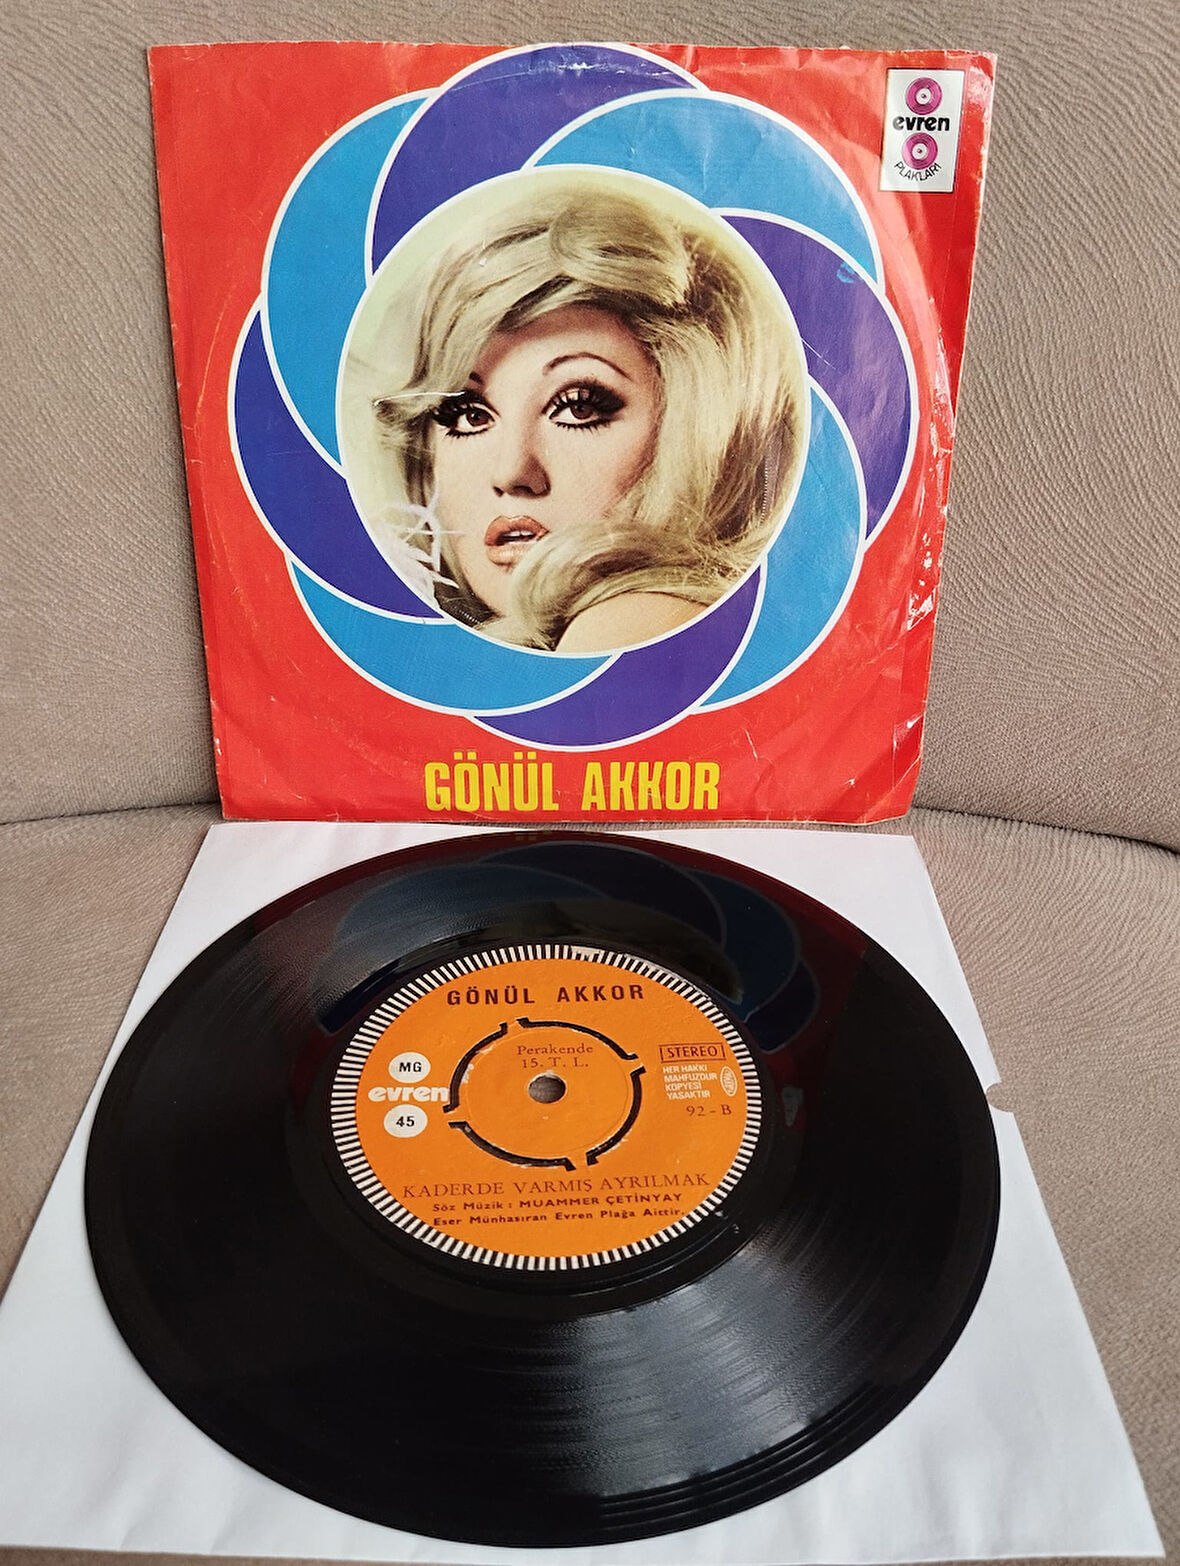 evren
PLAKLARI
GÖNÜL AKKOR
GÖNÜL AKKOR
Perakende
15. T. L.
MG
evren
45
STEREO
HER HAKKI
MAHFUZDUR
KOPYESİ
YASAKTIR
92 - B
KADERDE VARMIŞ AYRILMAK
Söz Müzik : MUAMMER ÇETİNYAY
Eser Münhasıran Evren Plağa Aittir.